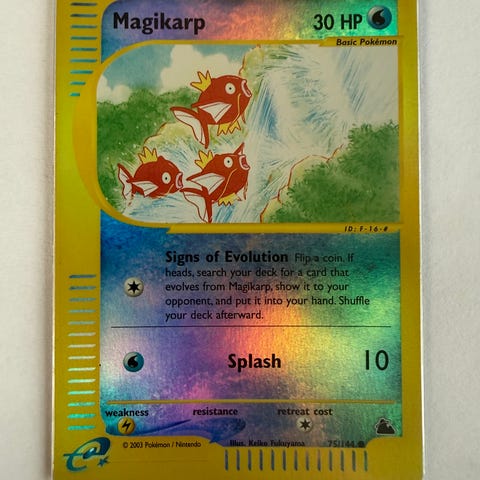 Magikarp 30 HP
Basic Pokémon
ID: F-16-#
Signs of Evolution Flip a coin. If
heads, search your deck for a card that
evolves from Magikarp, show it to your
opponent, and put it into your hand. Shuffle
your deck afterward.
Splash 10
weakness resistance retreat cost
© 2003 Pokémon / Nintendo Illus. Keiko Fukuyama 75/144
e